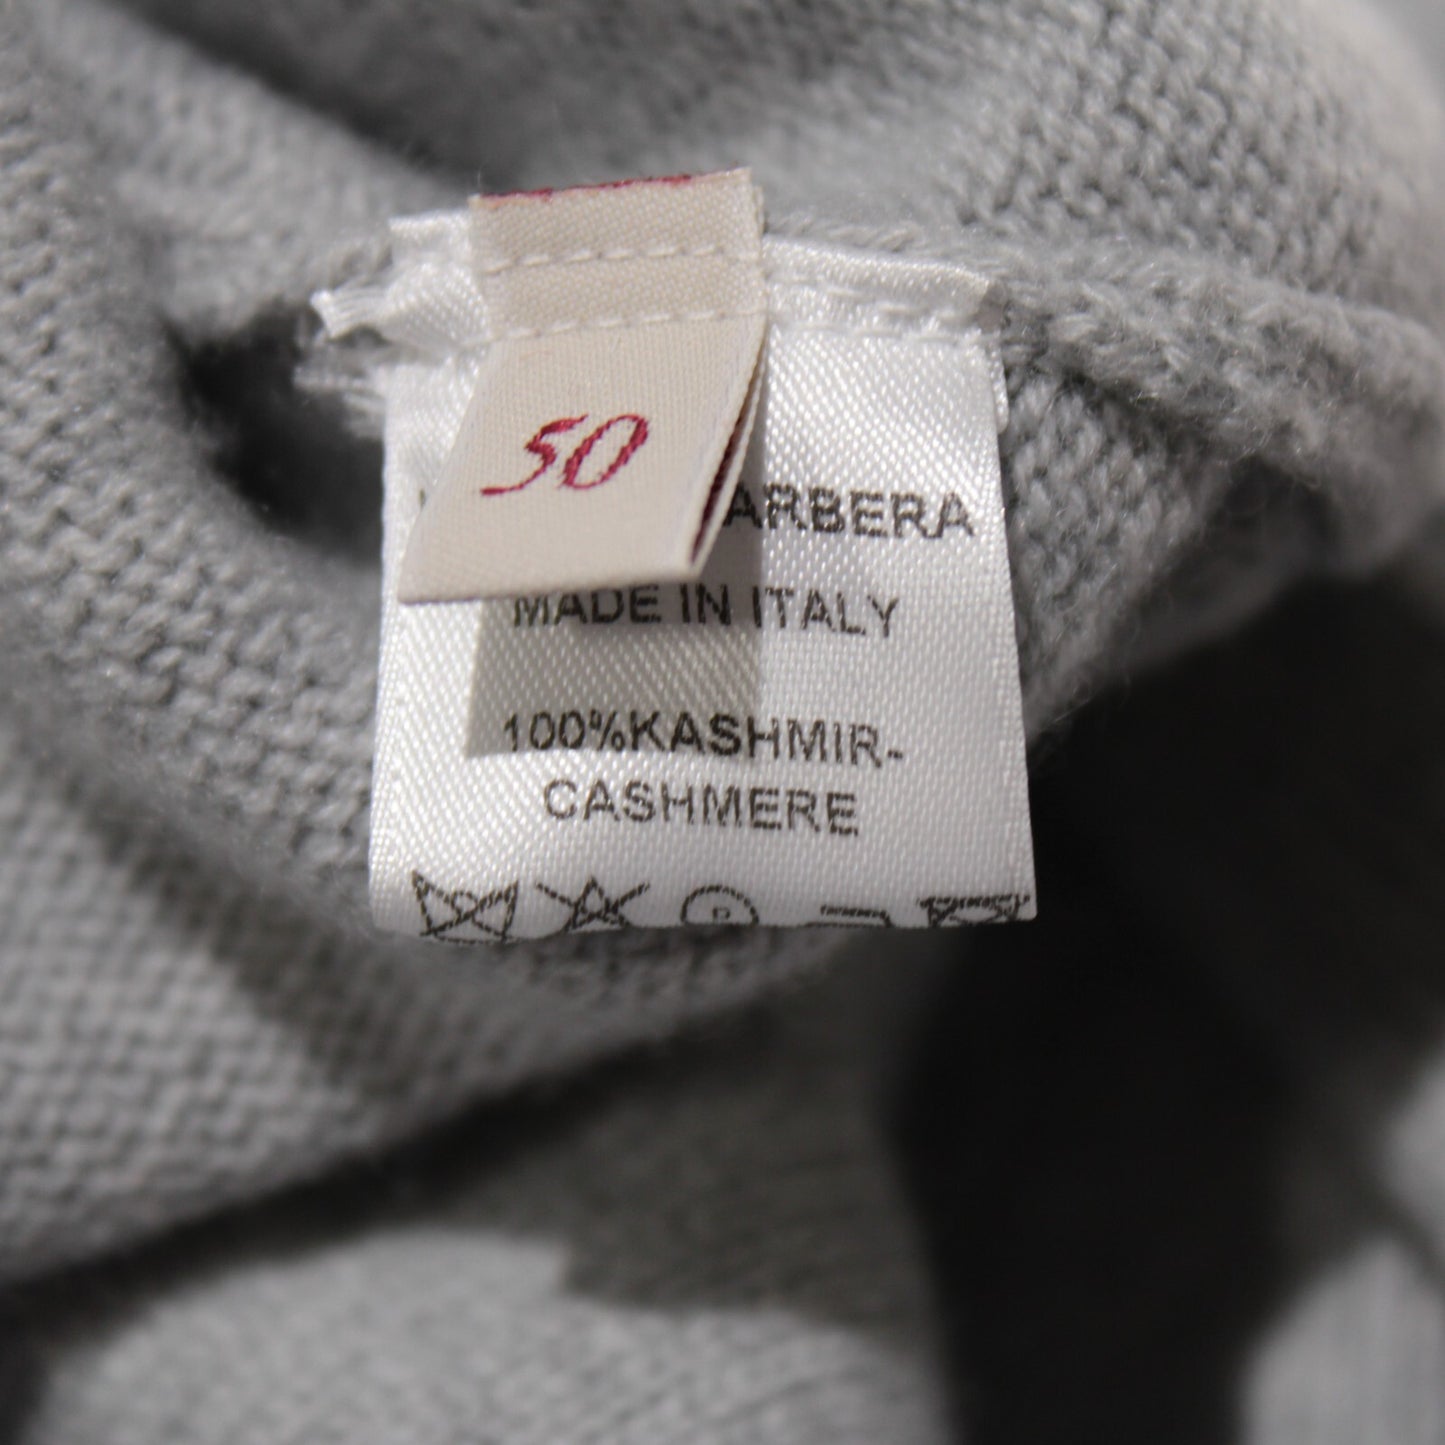 50
ARBERA
MADE IN ITALY
100%KASHMIR-
CASHMERE
P